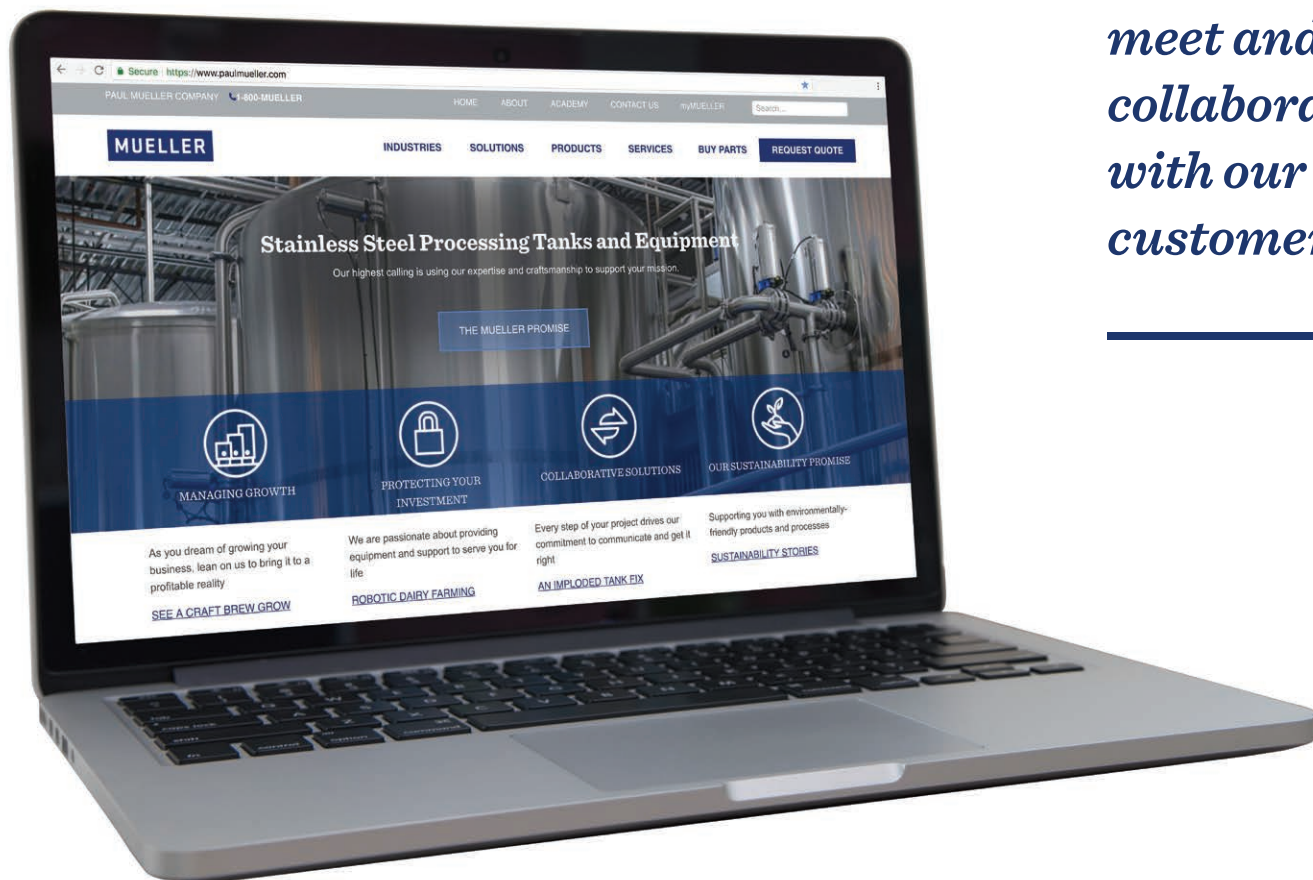 meet and
with our
Secure https://www.paulmueller.com
PAUL MUELLER COMPANY 1-800-MUELLER HOME ABOUT ACADEMY CONTACT US myMUELLER Search...
MUELLER INDUSTRIES SOLUTIONS PRODUCTS SERVICES BUY PARTS REQUEST QUOTE
Stainless Steel Processing Tanks and Equipment
Our highest calling is using our expertise and craftsmanship to support your mission.
THE MUELLER PROMISE
MANAGING GROWTH
As you dream of growing your
business, lean on us to bring it to a
profitable reality
SEE A CRAFT BREW GROW
PROTECTING YOUR
INVESTMENT
We are passionate about providing
equipment and support to serve you for
life
ROBOTIC DAIRY FARMING
COLLABORATIVE SOLUTIONS
Every step of your project drives our
commitment to communicate and get it
right
AN IMPLODED TANK FIX
OUR SUSTAINABILITY PROMISE
Supporting you with environmentally-
friendly products and processes
SUSTAINABILITY STORIES
command
option
control